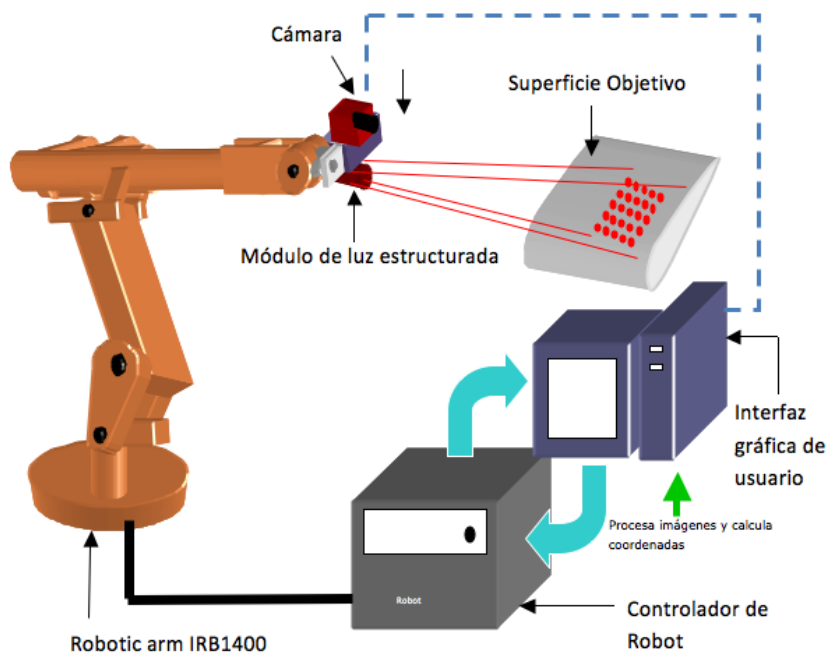 Cámara
Superficie Objetivo
Módulo de luz estructurada
Interfaz
gráfica de
usuario
Procesa imágenes y calcula
coordenadas
Robot
Controlador de
Robot
Robotic arm IRB1400